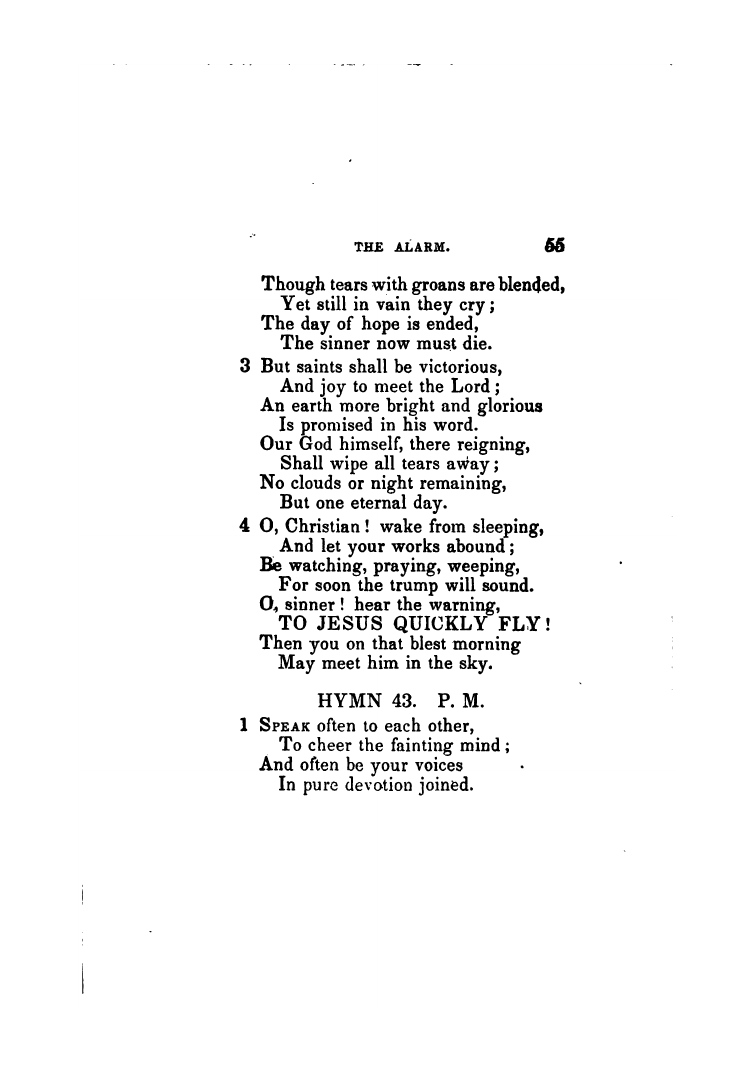 THE ALARM. 55
Though tears with groans are blended,
Yet still in vain they cry;
The day of hope is ended,
The sinner now must die.
3 But saints shall be victorious,
And joy to meet the Lord;
An earth more bright and glorious
Is promised in his word.
Our God himself, there reigning,
Shall wipe all tears away;
No clouds or night remaining,
But one eternal day.
4 O, Christian! wake from sleeping,
And let your works abound;
Be watching, praying, weeping,
For soon the trump will sound.
O, sinner! hear the warning,
TO JESUS QUICKLY FLY!
Then you on that blest morning
May meet him in the sky.
HYMN 43. P. M.
1 SPEAK often to each other,
To cheer the fainting mind;
And often be your voices
In pure devotion joined.